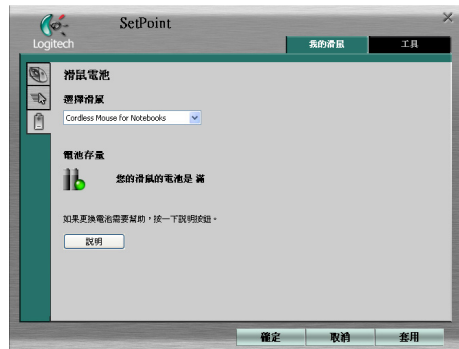 SetPoint
Logitech
我的滑鼠 工具
滑鼠電池
選擇滑鼠
Cordless Mouse for Notebooks
電池存量
您的滑鼠的電池是 滿
如果更換電池需要幫助，按一下說明按鈕。
說明
確定 取消 套用